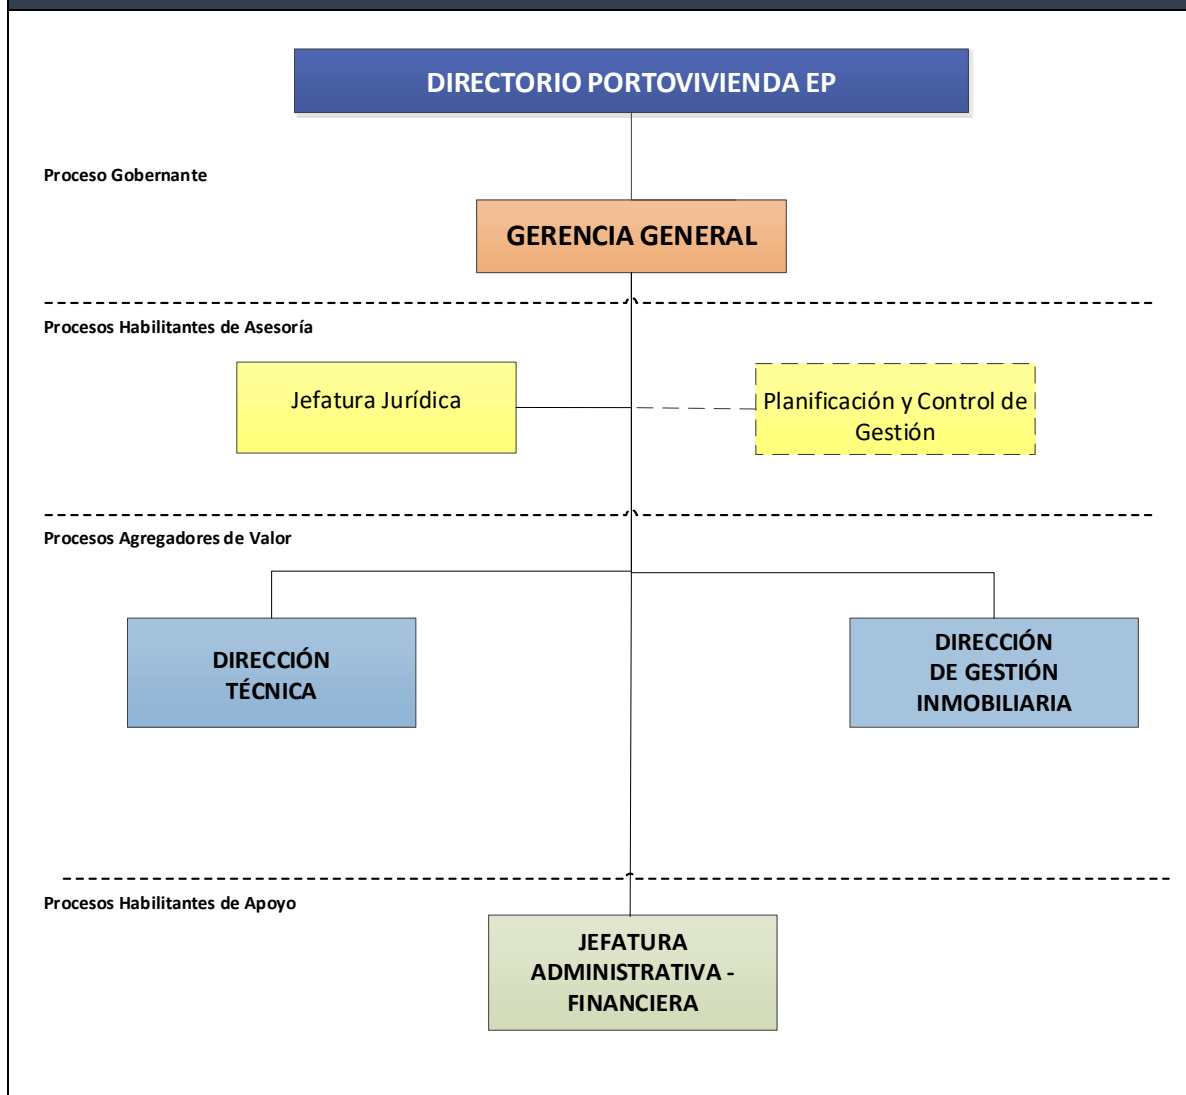 DIRECTORIO PORTOVIVIENDA EP
Proceso Gobernante
GERENCIA GENERAL
Procesos Habilitantes de Asesoría
Jefatura Jurídica
Planificación y Control de
Gestión
Procesos Agregadores de Valor
DIRECCIÓN
TÉCNICA
DIRECCIÓN
DE GESTIÓN
INMOBILIARIA
Procesos Habilitantes de Apoyo
JEFATURA
ADMINISTRATIVA -
FINANCIERA